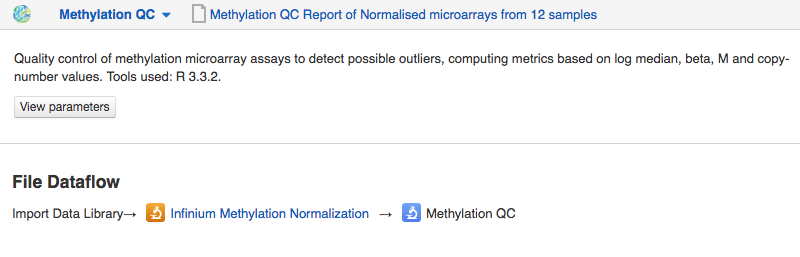 Methylation QC Methylation QC Report of Normalised microarrays from 12 samples
Quality control of methylation microarray assays to detect possible outliers, computing metrics based on log median, beta, M and copy-
number values. Tools used: R 3.3.2.
View parameters
File Dataflow
Import Data Library→ Infinium Methylation Normalization → Methylation QC